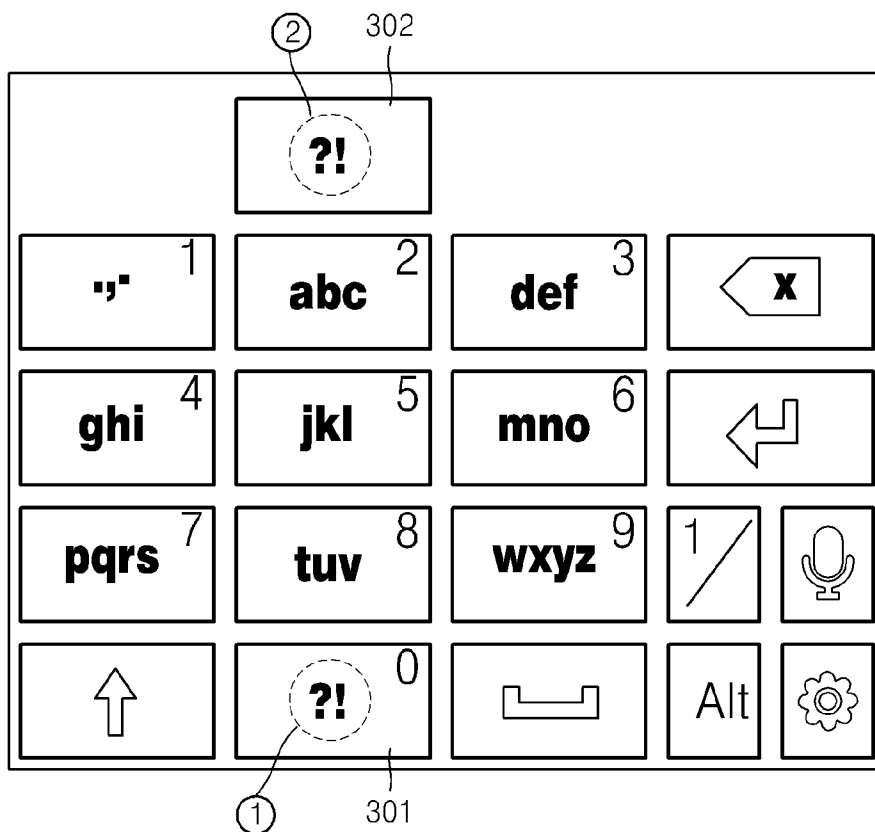 ② 302
?!
.,· 1 abc 2 def 3 x
ghi 4 jkl 5 mno 6
pqrs 7 tuv 8 wxyz 9 1/
?! 0 Alt
① 301